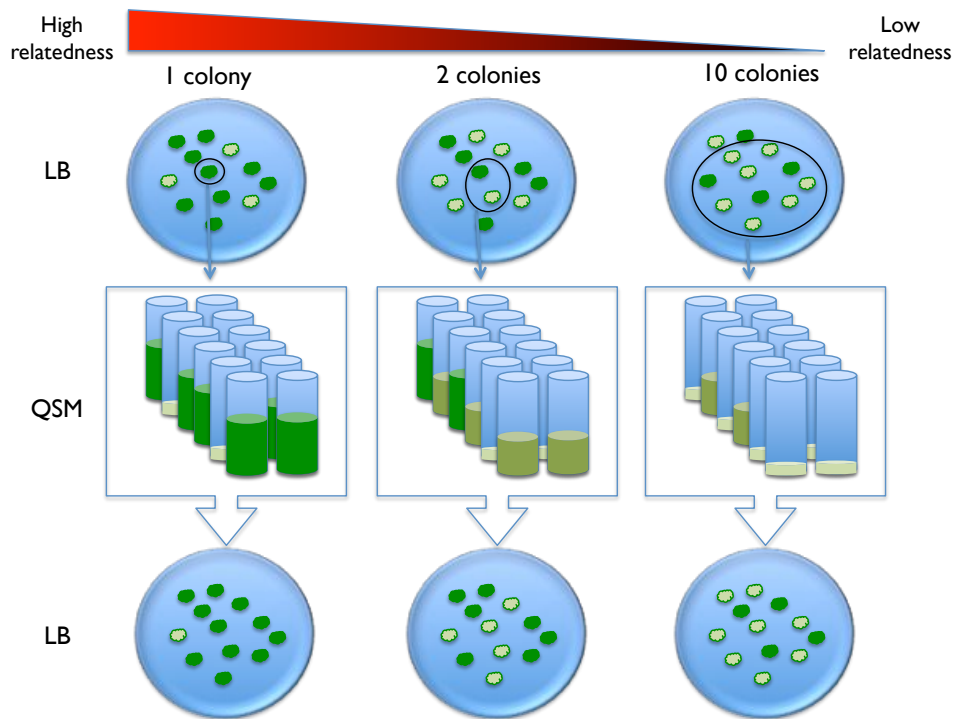 High
relatedness
Low
relatedness
1 colony
2 colonies
10 colonies
LB
QSM
LB